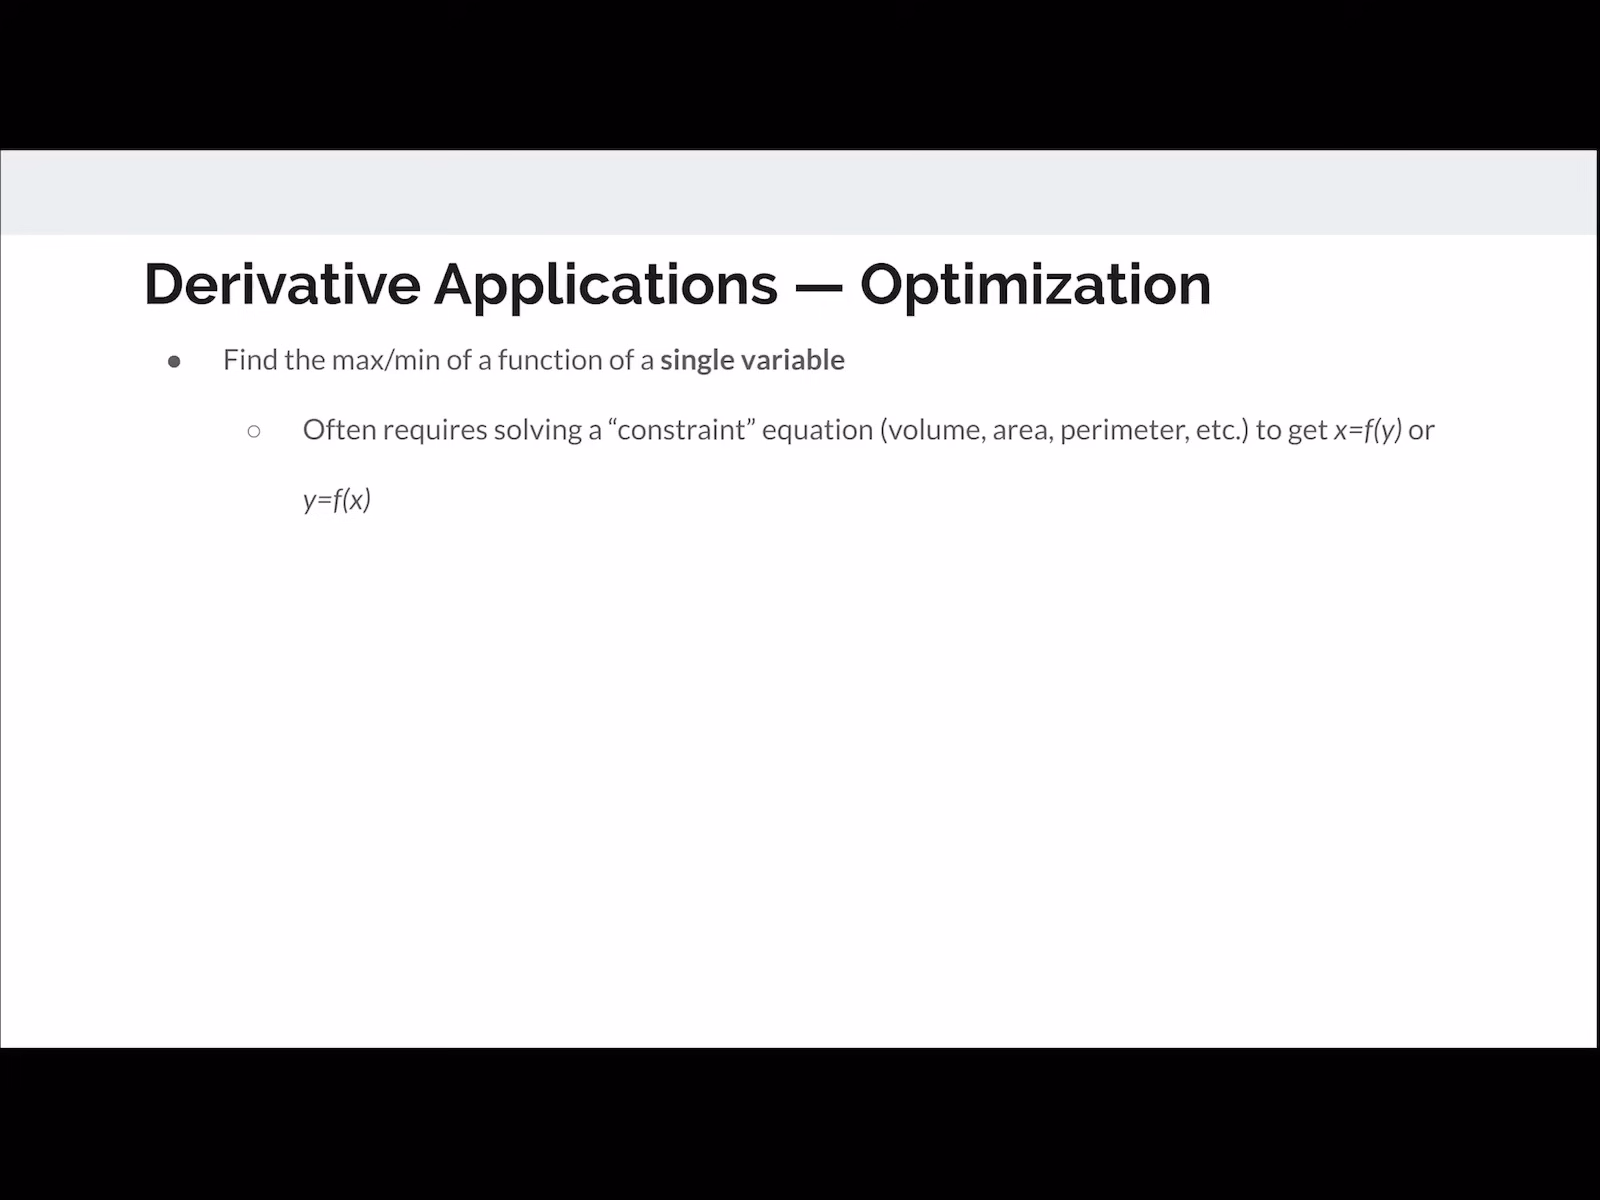 Derivative Applications — Optimization
● Find the max/min of a function of a single variable
○ Often requires solving a “constraint” equation (volume, area, perimeter, etc.) to get x=f(y) or
y=f(x)